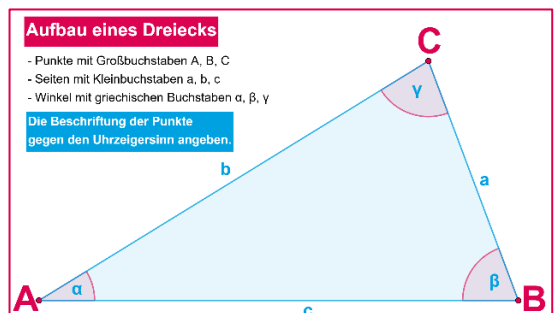 Aufbau eines Dreiecks
- Punkte mit Großbuchstaben A, B, C
- Seiten mit Kleinbuchstaben a, b, c
- Winkel mit griechischen Buchstaben α, β, γ
Die Beschriftung der Punkte
gegen den Uhrzeigersinn angeben.
C
γ
b
a
A
α
β
B
c